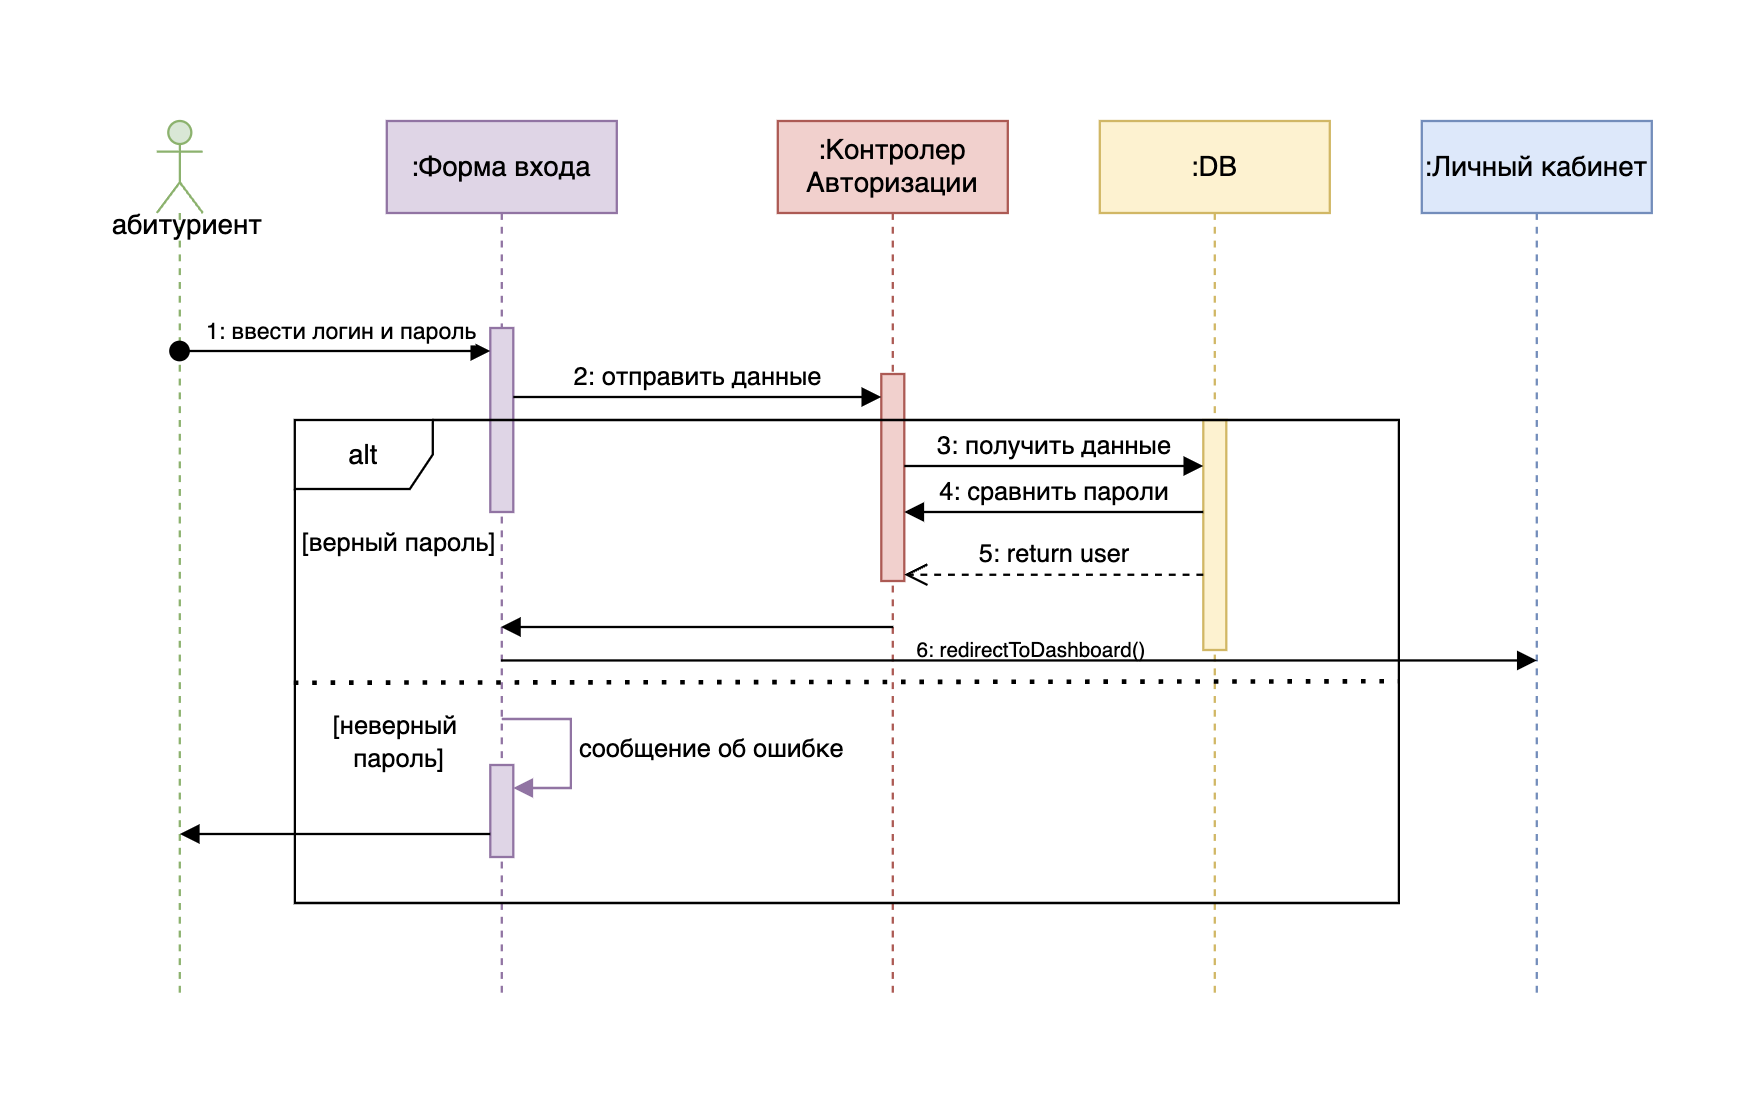 абитуриент
:Форма входа
:Контролер
Авторизации
:DB
:Личный кабинет
1: ввести логин и пароль
2: отправить данные
alt
3: получить данные
4: сравнить пароли
[верный пароль]
5: return user
6: redirectToDashboard()
[неверный
пароль]
сообщение об ошибке